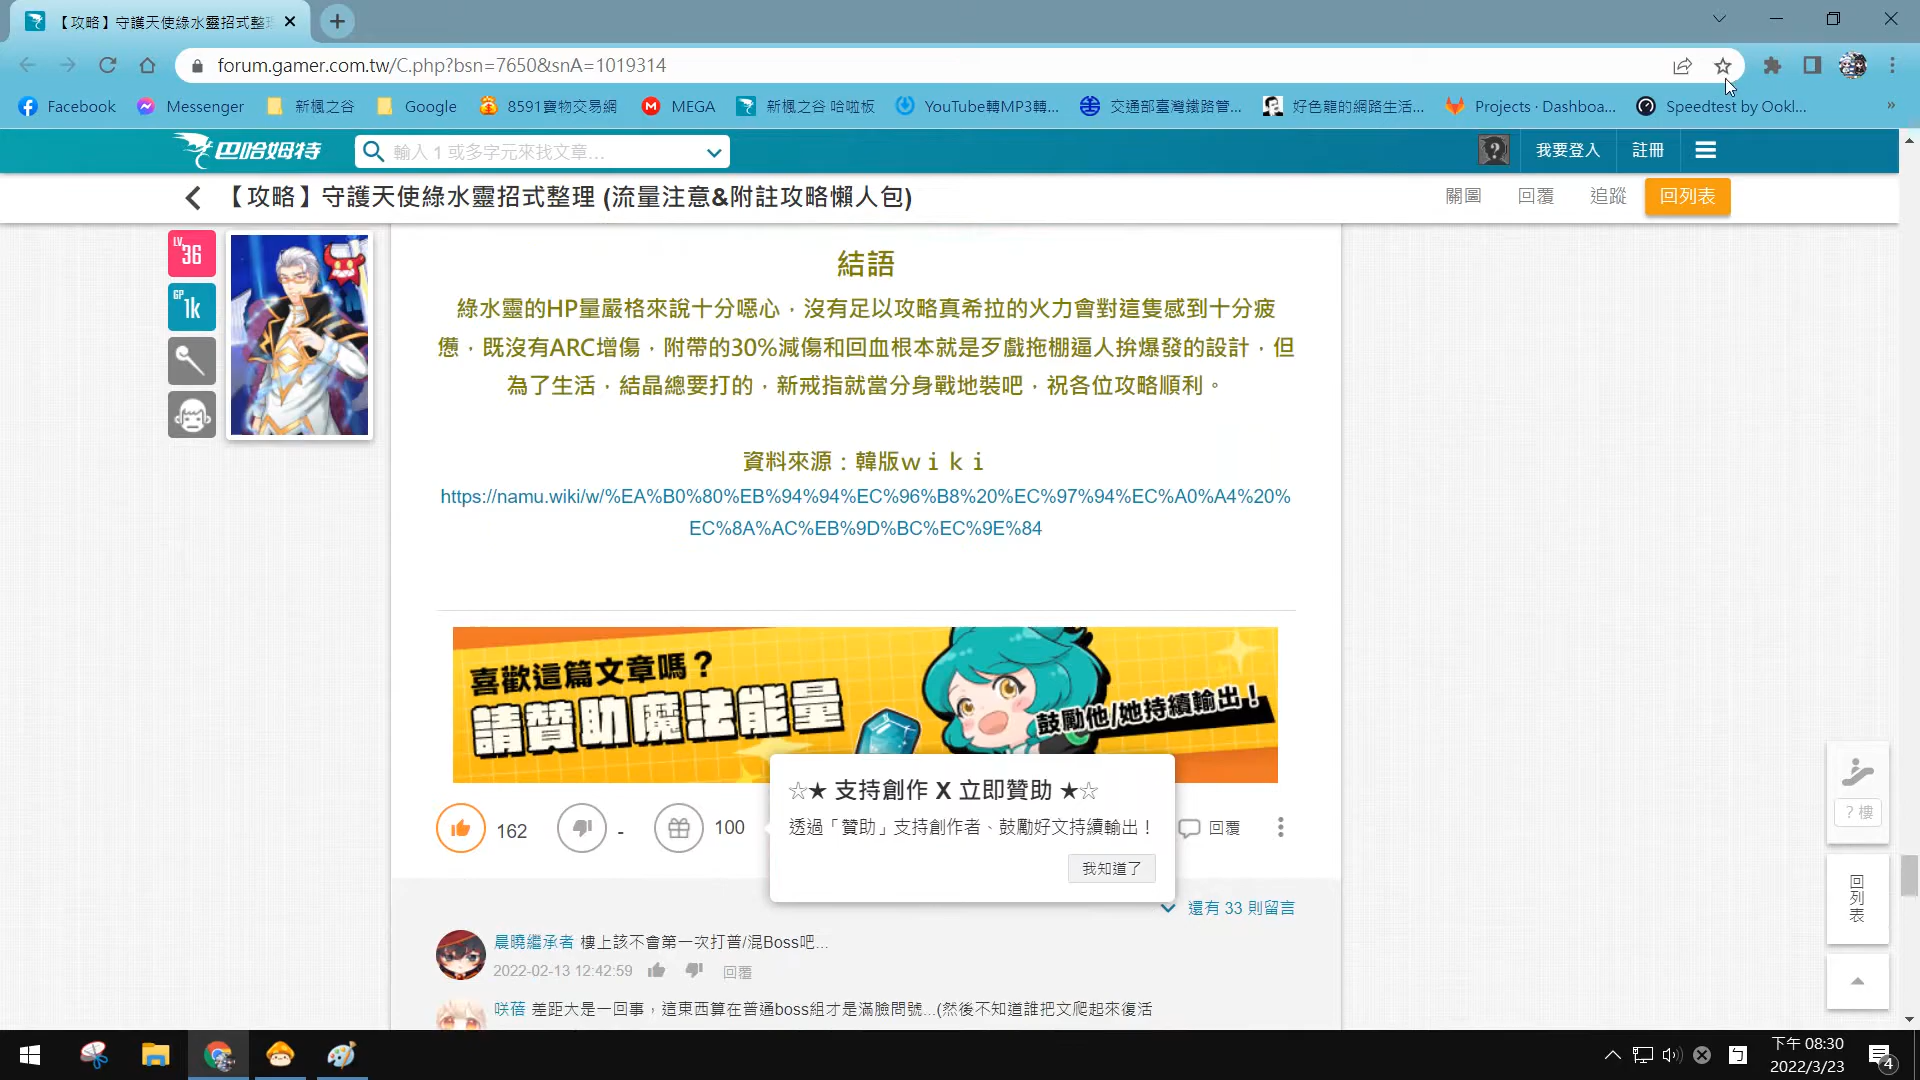 【攻略】守護天使綠水靈招式整
forum.gamer.com.tw/C.php?bsn=7650&snA=1019314
Facebook
Messenger
新楓之谷
Google
8591寶物交易網
MEGA
新楓之谷 哈啦板
YouTube轉MP3轉...
交通部臺灣鐵路管...
好色龍的網路生活...
Projects · Dashboa...
Speedtest by Ookl...
»
巴哈姆特
輸入 1 或多字元來找文章...
我要登入
註冊
【攻略】守護天使綠水靈招式整理 (流量注意&附註攻略懶人包)
關圖
回覆
追蹤
回列表
LV 36
GP 1k
結語
綠水靈的HP量嚴格來說十分噁心，沒有足以攻略真希拉的火力會對這隻感到十分疲
憊，既沒有ARC增傷，附帶的30%減傷和回血根本就是歹戲拖棚逼人拚爆發的設計，但
為了生活，結晶總要打的，新戒指就當分身戰地裝吧，祝各位攻略順利。
資料來源：韓版ｗｉｋｉ
https://namu.wiki/w/%EA%B0%80%EB%94%94%EC%96%B8%20%EC%97%94%EC%A0%A4%20%
EC%8A%AC%EB%9D%BC%EC%9E%84
喜歡這篇文章嗎？
請贊助魔法能量
鼓勵他/她持續輸出！
☆★ 支持創作 X 立即贊助 ★☆
透過「贊助」支持創作者、鼓勵好文持續輸出！
我知道了
162
-
100
回覆
還有 33 則留言
晨曉繼承者 樓上該不會第一次打普/混Boss吧...
2022-02-13 12:42:59
回覆
咲蓓 差距大是一回事，這東西算在普通boss組才是滿臉問號...(然後不知道誰把文爬起來復活
? 樓
回列表
下午 08:30
2022/3/23
4